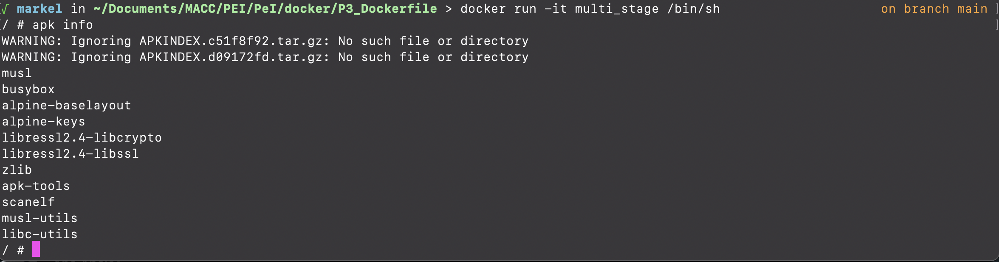 √ markel in ~/Documents/MACC/PEI/PeI/docker/P3_Dockerfile > docker run -it multi_stage /bin/sh on branch main ]
[/ # apk info ]
WARNING: Ignoring APKINDEX.c51f8f92.tar.gz: No such file or directory
WARNING: Ignoring APKINDEX.d09172fd.tar.gz: No such file or directory
musl
busybox
alpine-baselayout
alpine-keys
libressl2.4-libcrypto
libressl2.4-libssl
zlib
apk-tools
scanelf
musl-utils
libc-utils
/ #